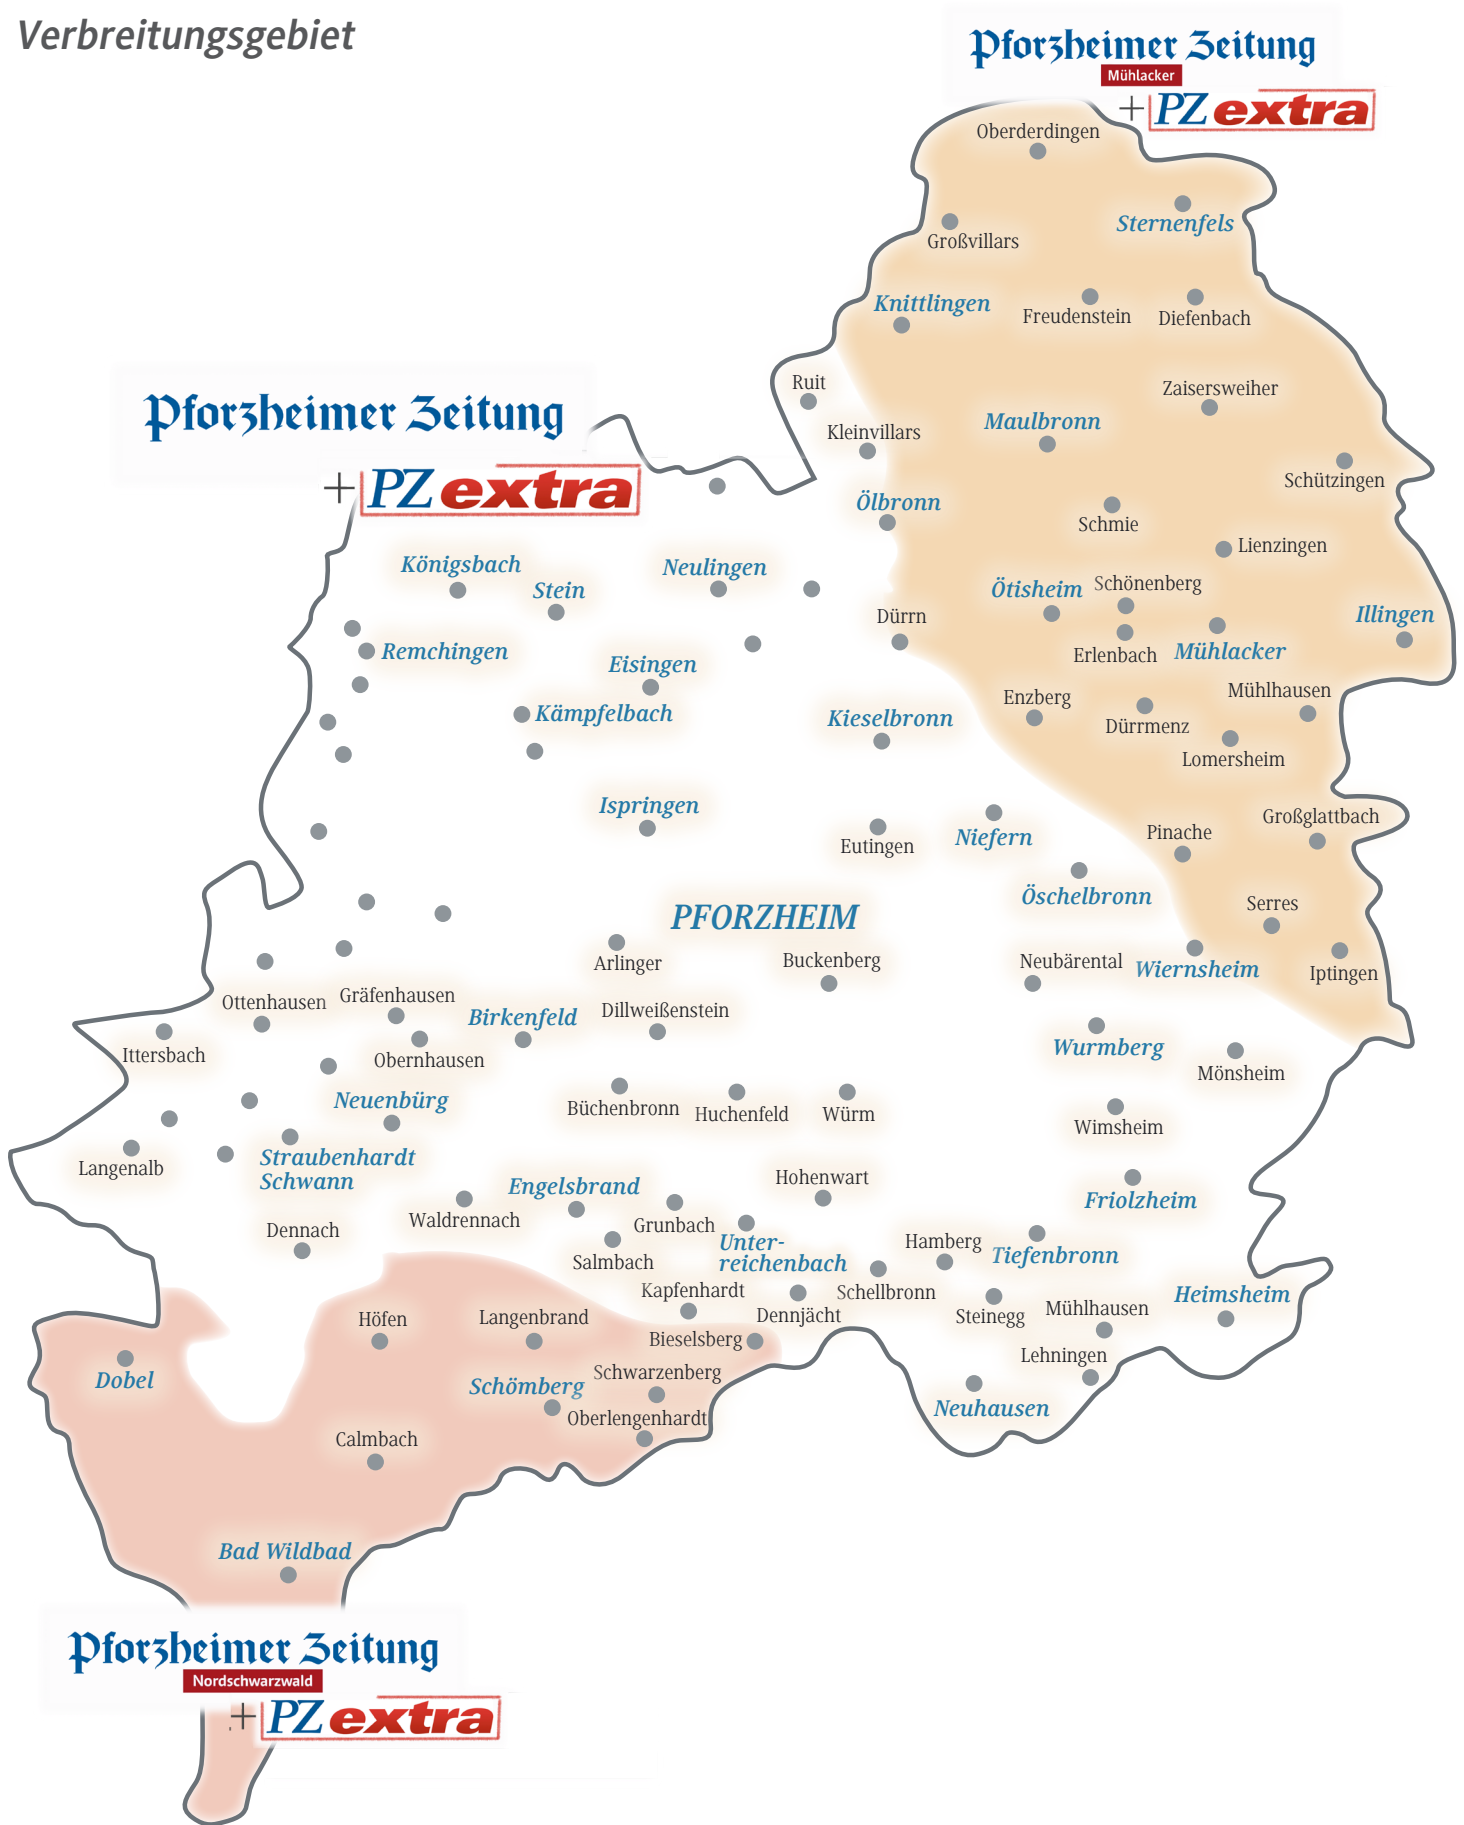 Verbreitungsgebiet
Pforzheimer Zeitung
Mühlacker
+ PZ extra
Oberderdingen
Sternenfels
Großvillars
Knittlingen
Freudenstein
Diefenbach
Ruit
Zaisersweiher
Pforzheimer Zeitung
Maulbronn
Kleinvillars
Schützingen
+ PZ extra
Ölbronn
Schmie
Lienzingen
Königsbach
Neulingen
Stein
Ötisheim
Schönenberg
Dürrn
Illingen
Remchingen
Erlenbach
Mühlacker
Eisingen
Mühlhausen
Enzberg
Kämpfelbach
Kieselbronn
Dürrmenz
Lomersheim
Ispringen
Großglattbach
Pinache
Niefern
Eutingen
Öschelbronn
Serres
PFORZHEIM
Arlinger
Buckenberg
Neubärental
Wiernsheim
Iptingen
Ottenhausen
Gräfenhausen
Birkenfeld
Dillweißenstein
Ittersbach
Obernhausen
Wurmberg
Mönsheim
Neuenbürg
Büchenbronn
Huchenfeld
Würm
Wimsheim
Langenalb
Straubenhardt
Schwann
Engelsbrand
Hohenwart
Friolzheim
Dennach
Waldrennach
Grunbach
Unter-
reichenbach
Hamberg
Tiefenbronn
Salmbach
Kapfenhardt
Schellbronn
Heimsheim
Höfen
Langenbrand
Dennjächt
Steinegg
Mühlhausen
Bieselsberg
Lehningen
Dobel
Schömberg
Schwarzenberg
Neuhausen
Oberlengenhardt
Calmbach
Bad Wildbad
Pforzheimer Zeitung
Nordschwarzwald
+ PZ extra